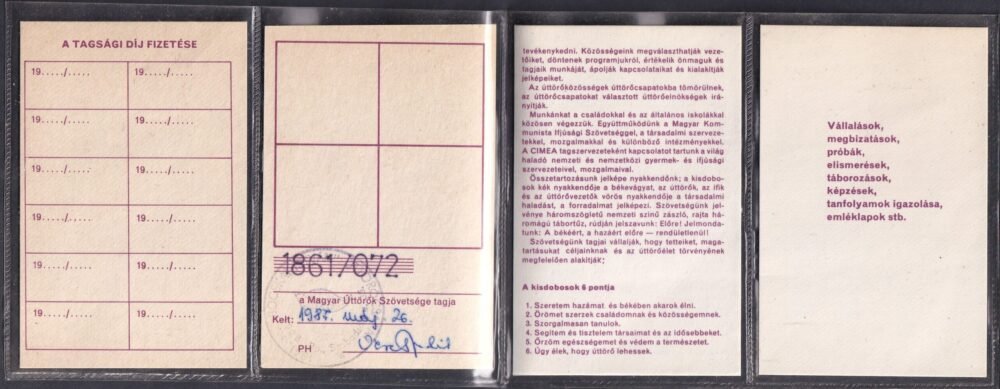 A TAGSÁGI DÍJ FIZETÉSE
19...../..... 19...../.....
19...../..... 19...../.....
19...../..... 19...../.....
19...../..... 19...../.....
19...../..... 19...../.....
19...../..... 19...../.....
1861/072
a Magyar Úttörők Szövetsége tagja
Kelt: 1987. máj. 26.
PH
tevékenykedni. Közösségeink megválaszthatják veze-
tőiket, döntenek programjukról, értékelik önmaguk és
tagjaik munkáját, ápolják kapcsolataikat és kialakítják
jelképeiket.
Az úttörőközösségek úttörőcsapatokba tömörülnek,
az úttörőcsapatokat választott úttörőelnökségek irá-
nyítják.
Munkánkat a családokkal és az általános iskolákkal
közösen végezzük. Együttműködünk a Magyar Kom-
munista Ifjúsági Szövetséggel, a társadalmi szerveze-
tekkel, mozgalmakkal és különböző intézményekkel.
A CIMEA tagszervezeteként kapcsolatot tartunk a világ
haladó nemzeti és nemzetközi gyermek- és ifjúsági
szervezeteivel, mozgalmaival.
Összetartozásunk jelképe nyakkendőnk; a kisdobo-
sok kék nyakkendője a békevágyat, az úttörők, az ifik
és az úttörővezetők vörös nyakkendője a társadalmi
haladást, a forradalmat jelképezi. Szövetségünk jel-
vénye háromszögletű nemzeti színű zászló, rajta há-
romágú tábortűz, rúdján jelszavunk: Előre! Jelmonda-
tunk: A békéért, a hazáért előre — rendületlenül!
Szövetségünk tagjai vállalják, hogy tetteiket, maga-
tartásukat céljainknak és az úttörőélet törvényének
megfelelően alakítják;
A kisdobosok 6 pontja
1. Szeretem hazámat és békében akarok élni.
2. Örömet szerzek családomnak és közösségemnek.
3. Szorgalmasan tanulok.
4. Segítem és tisztelem társaimat és az idősebbeket.
5. Őrzöm egészségemet és védem a természetet.
6. Úgy élek, hogy úttörő lehessek.
Vállalások,
megbizatások,
próbák,
elismerések,
táborozások,
képzések,
tanfolyamok igazolása,
emléklapok stb.